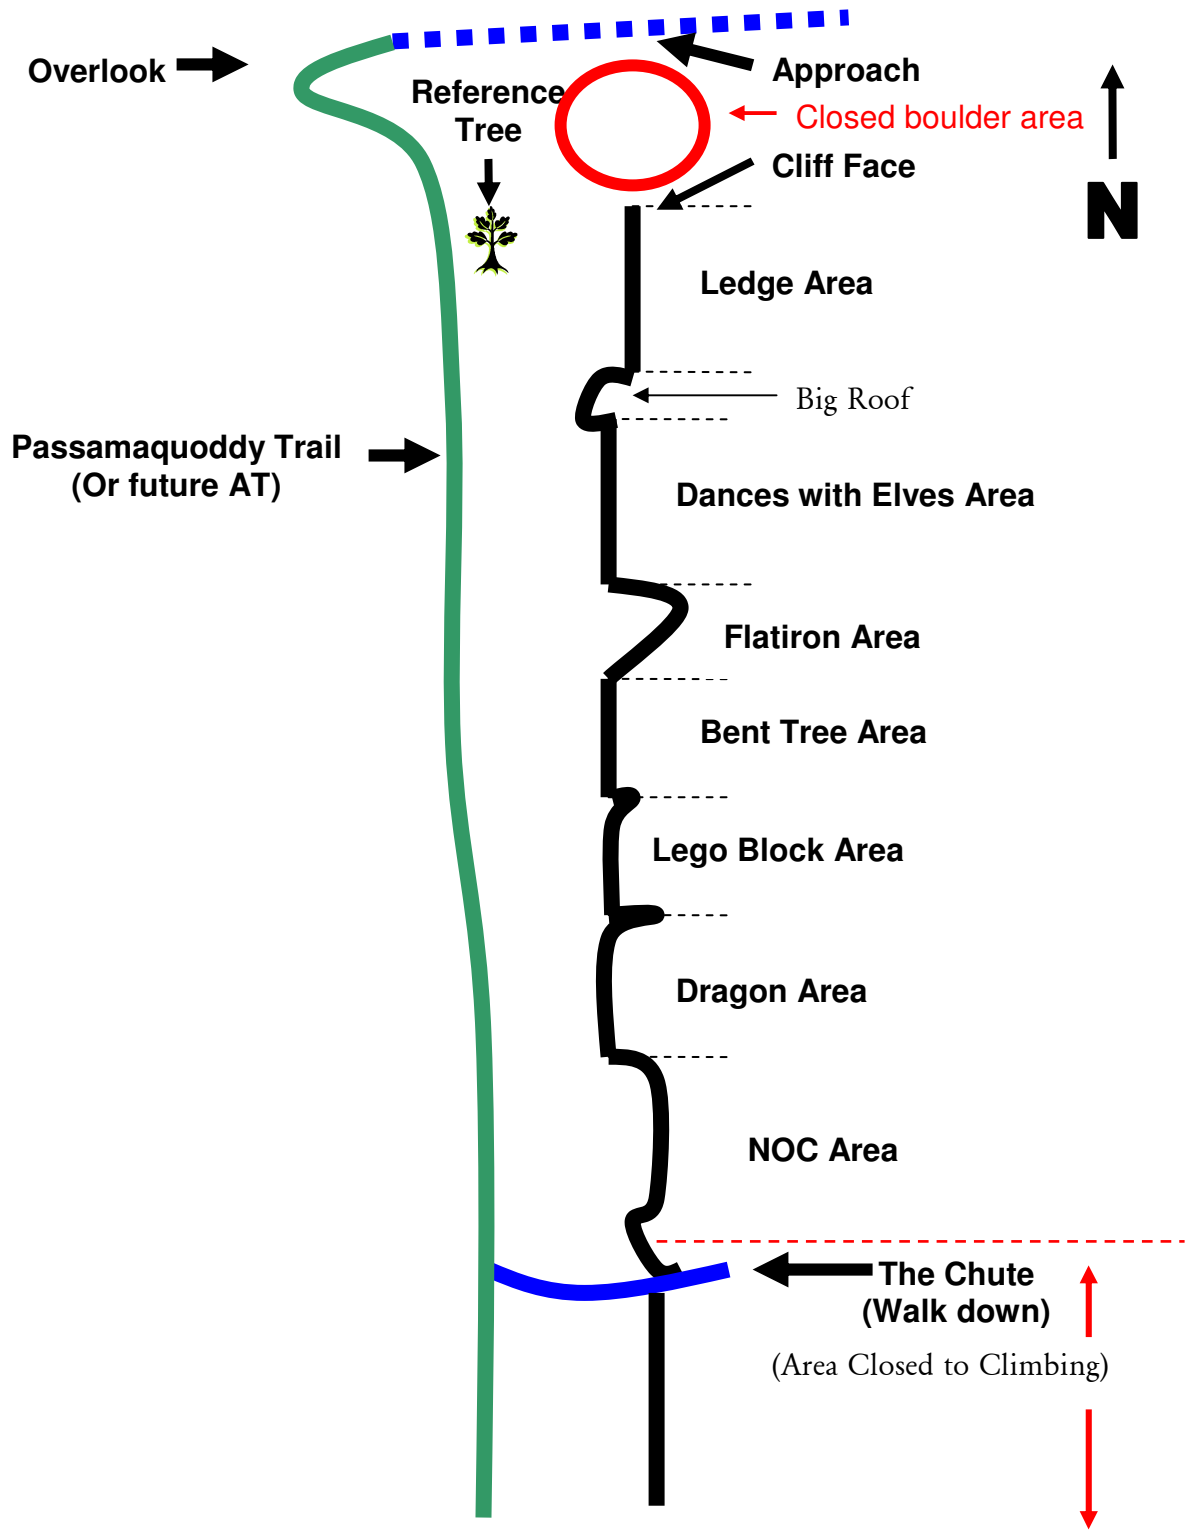 Overlook
Approach
Reference
Tree
Closed boulder area
Cliff Face
N
Ledge Area
Big Roof
Passamaquoddy Trail
(Or future AT)
Dances with Elves Area
Flatiron Area
Bent Tree Area
Lego Block Area
Dragon Area
NOC Area
The Chute
(Walk down)
(Area Closed to Climbing)